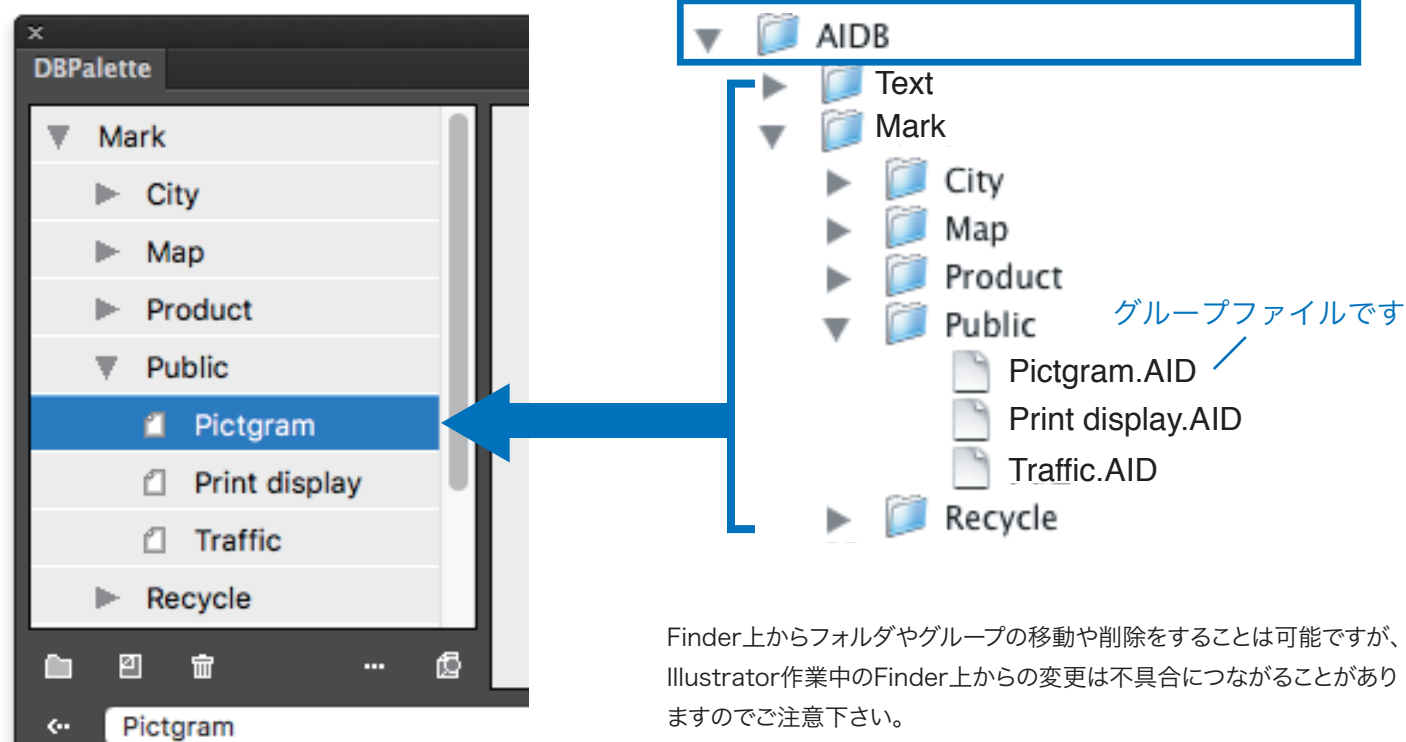 DBPalette
Mark
City
Map
Product
Public
Pictgram
Print display
Traffic
Recycle
Pictgram
AIDB
Text
Mark
City
Map
Product
Public
グループファイルです
Pictgram.AID
Print display.AID
Traffic.AID
Recycle
Finder上からフォルダやグループの移動や削除をすることは可能ですが、
Illustrator作業中のFinder上からの変更は不具合につながることがあり
ますのでご注意下さい。